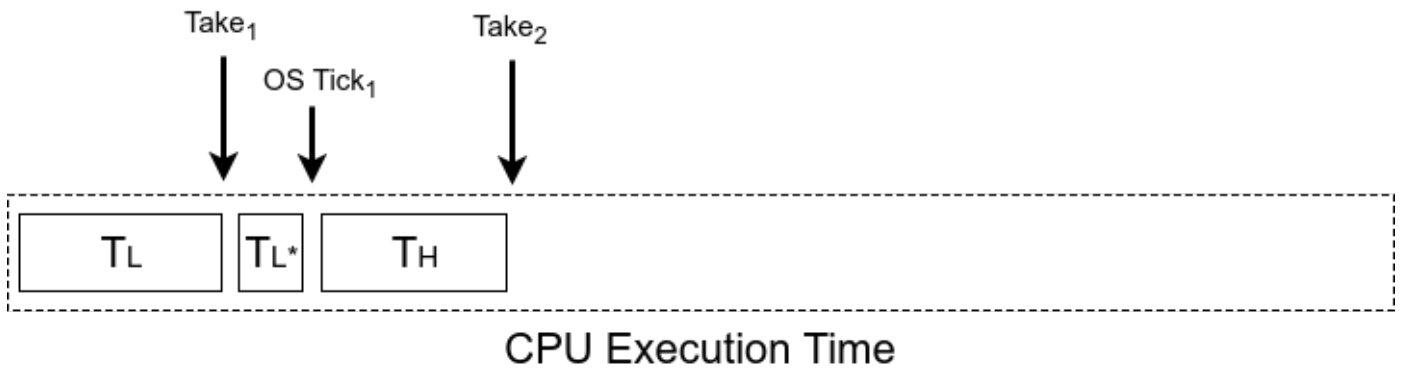 Take₁
Take₂
OS Tick₁
TL
TL*
TH
CPU Execution Time